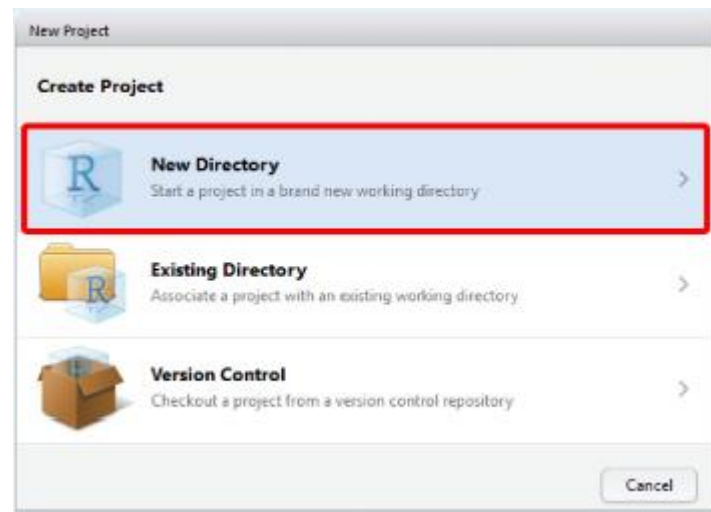 New Project
Create Project
R
New Directory
Start a project in a brand new working directory
R
Existing Directory
Associate a project with an existing working directory
R
Version Control
Checkout a project from a version control repository
Cancel